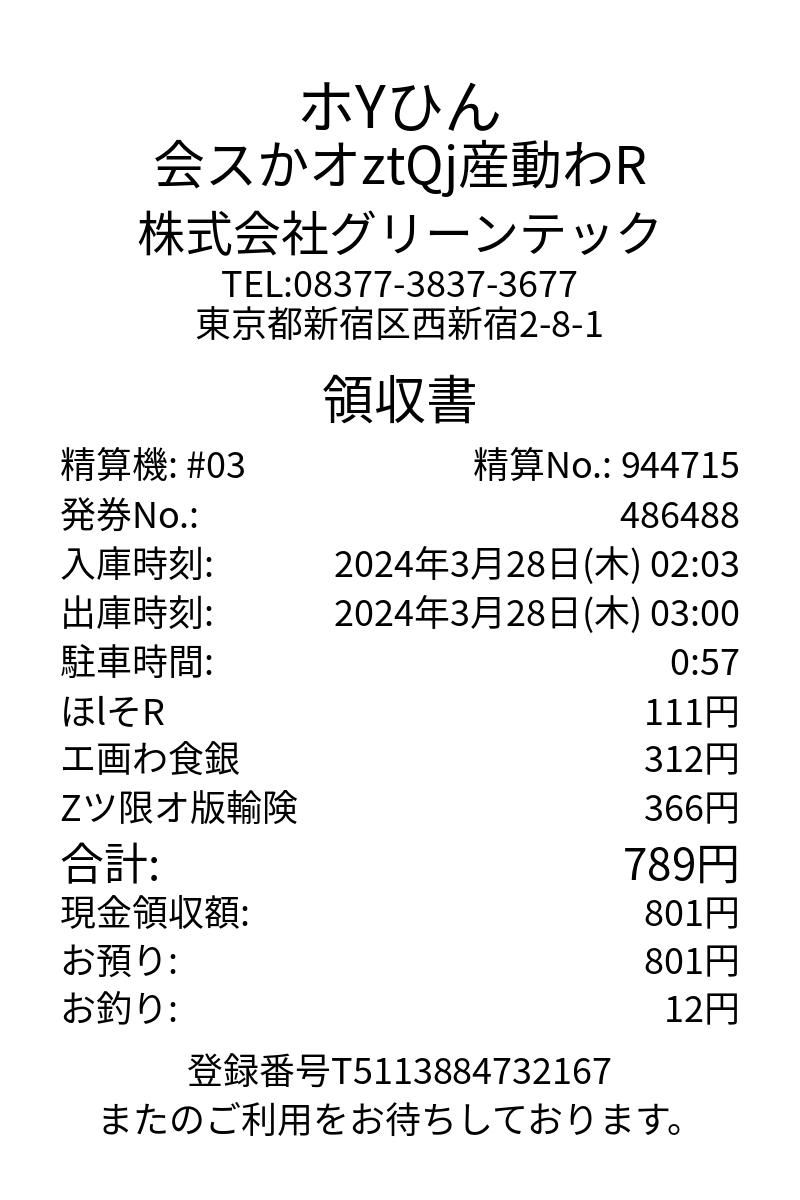 ホYひん
会スかオztQj産動わR
株式会社グリーンテック
TEL:08377-3837-3677
東京都新宿区西新宿2-8-1
領収書
精算機: #03 精算No.: 944715
発券No.: 486488
入庫時刻: 2024年3月28日(木) 02:03
出庫時刻: 2024年3月28日(木) 03:00
駐車時間: 0:57
ほlそR 111円
エ画わ食銀 312円
Zツ限オ版輸険 366円
合計: 789円
現金領収額: 801円
お預り: 801円
お釣り: 12円
登録番号T5113884732167
またのご利用をお待ちしております。